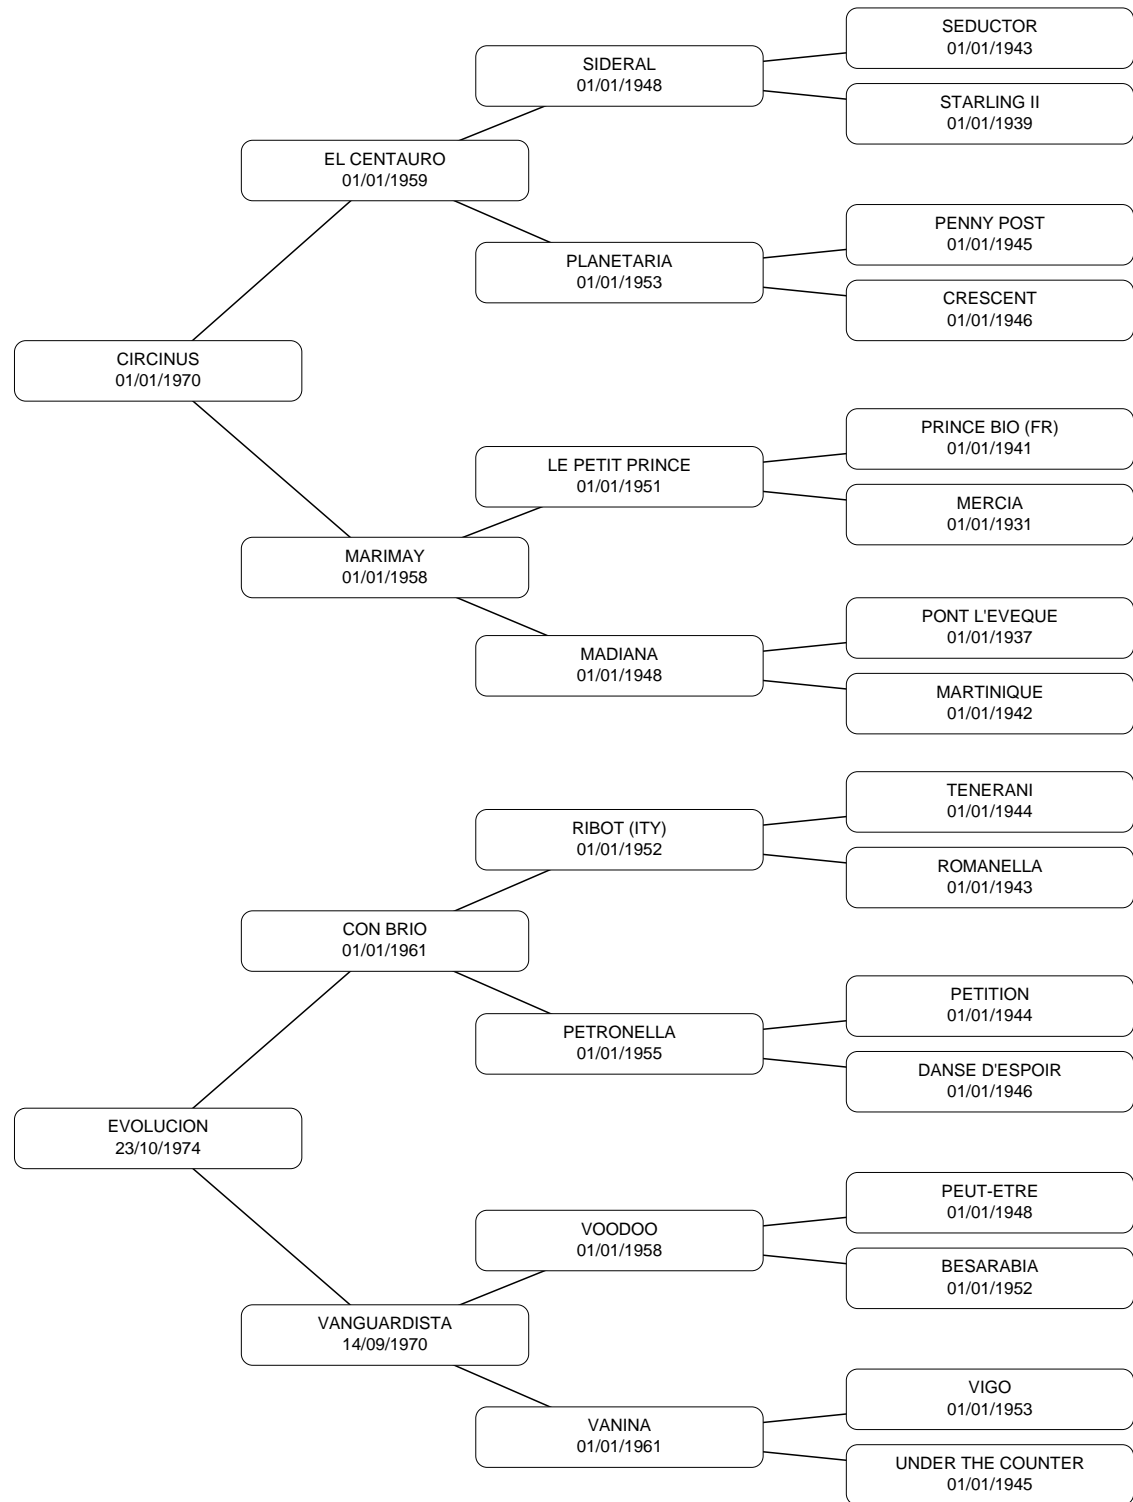 SEDUCTOR
01/01/1943
SIDERAL
01/01/1948
STARLING II
01/01/1939
EL CENTAURO
01/01/1959
PENNY POST
01/01/1945
PLANETARIA
01/01/1953
CRESCENT
01/01/1946
CIRCINUS
01/01/1970
PRINCE BIO (FR)
01/01/1941
LE PETIT PRINCE
01/01/1951
MERCIA
01/01/1931
MARIMAY
01/01/1958
PONT L'EVEQUE
01/01/1937
MADIANA
01/01/1948
MARTINIQUE
01/01/1942
TENERANI
01/01/1944
RIBOT (ITY)
01/01/1952
ROMANELLA
01/01/1943
CON BRIO
01/01/1961
PETITION
01/01/1944
PETRONELLA
01/01/1955
DANSE D'ESPOIR
01/01/1946
EVOLUCION
23/10/1974
PEUT-ETRE
01/01/1948
VOODOO
01/01/1958
BESARABIA
01/01/1952
VANGUARDISTA
14/09/1970
VIGO
01/01/1953
VANINA
01/01/1961
UNDER THE COUNTER
01/01/1945